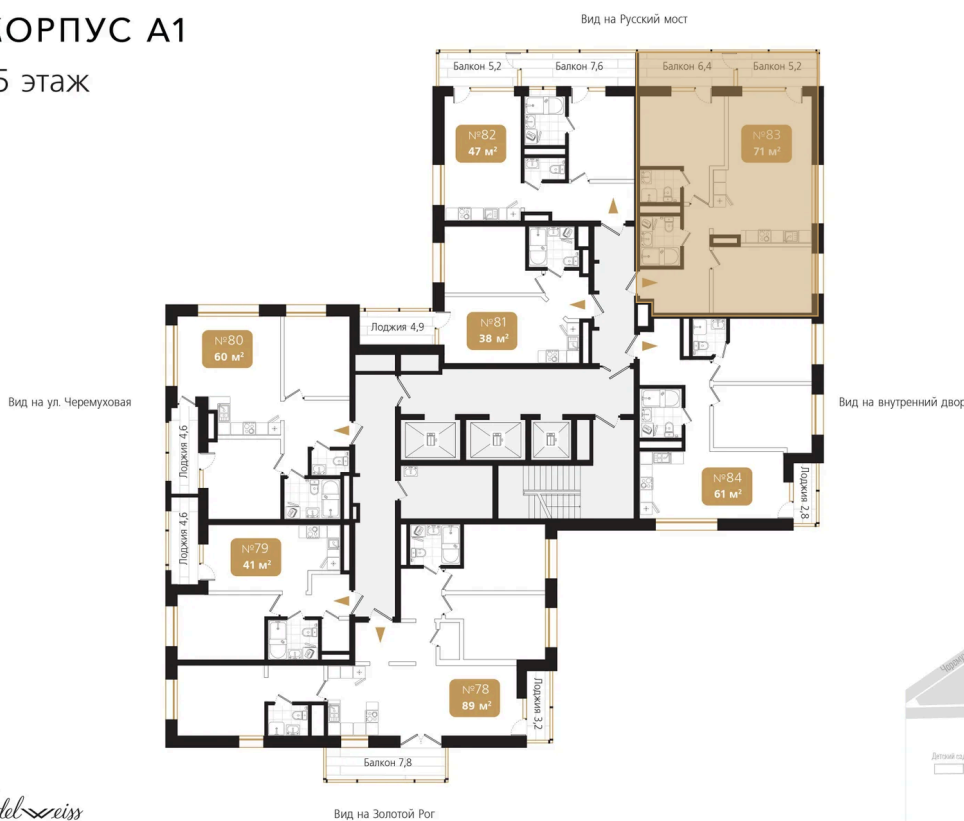 КОРПУС А1
5 этаж
Вид на Русский мост
Балкон 5,2
Балкон 7,6
Балкон 6,4
Балкон 5,2
№82
47 м²
№83
71 м²
Лоджия 4,9
№81
38 м²
№80
60 м²
Вид на ул. Черемуховая
Вид на внутренний двор
Лоджия 4,6
№84
61 м²
Лоджия 2,8
Лоджия 4,6
№79
41 м²
№78
89 м²
Лоджия 3,2
Балкон 7,8
Вид на Золотой Рог